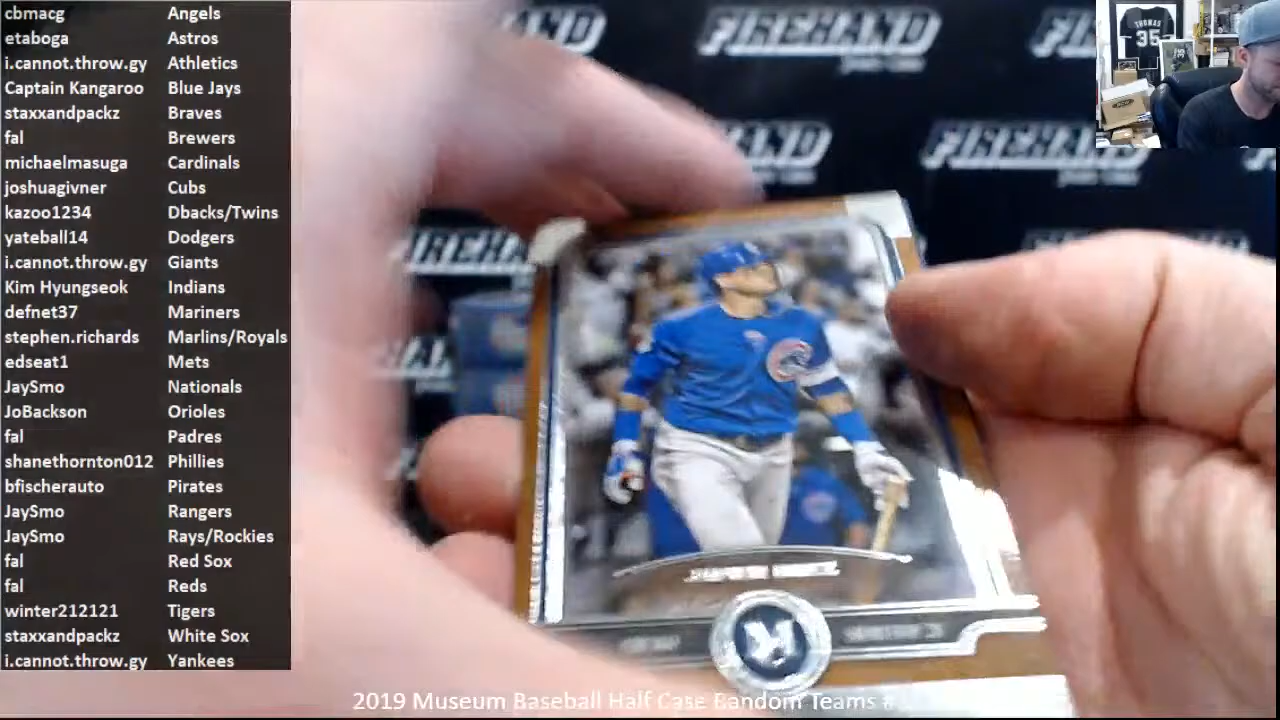 cbmacg Angels
etaboga Astros
i.cannot.throw.gy Athletics
Captain Kangaroo Blue Jays
staxxandpackz Braves
fal Brewers
michaelmasuga Cardinals
joshuagivner Cubs
kazoo1234 Dbacks/Twins
yateball14 Dodgers
i.cannot.throw.gy Giants
Kim Hyungseok Indians
defnet37 Mariners
stephen.richards Marlins/Royals
edseat1 Mets
JaySmo Nationals
JoBackson Orioles
fal Padres
shanethornton012 Phillies
bfischerauto Pirates
JaySmo Rangers
JaySmo Rays/Rockies
fal Red Sox
fal Reds
winter212121 Tigers
staxxandpackz White Sox
i.cannot.throw.gy Yankees
FIREHAND
FIREHAND
FIREHAND
THOMAS
35
2019 Museum Baseball Half Case Random Teams #